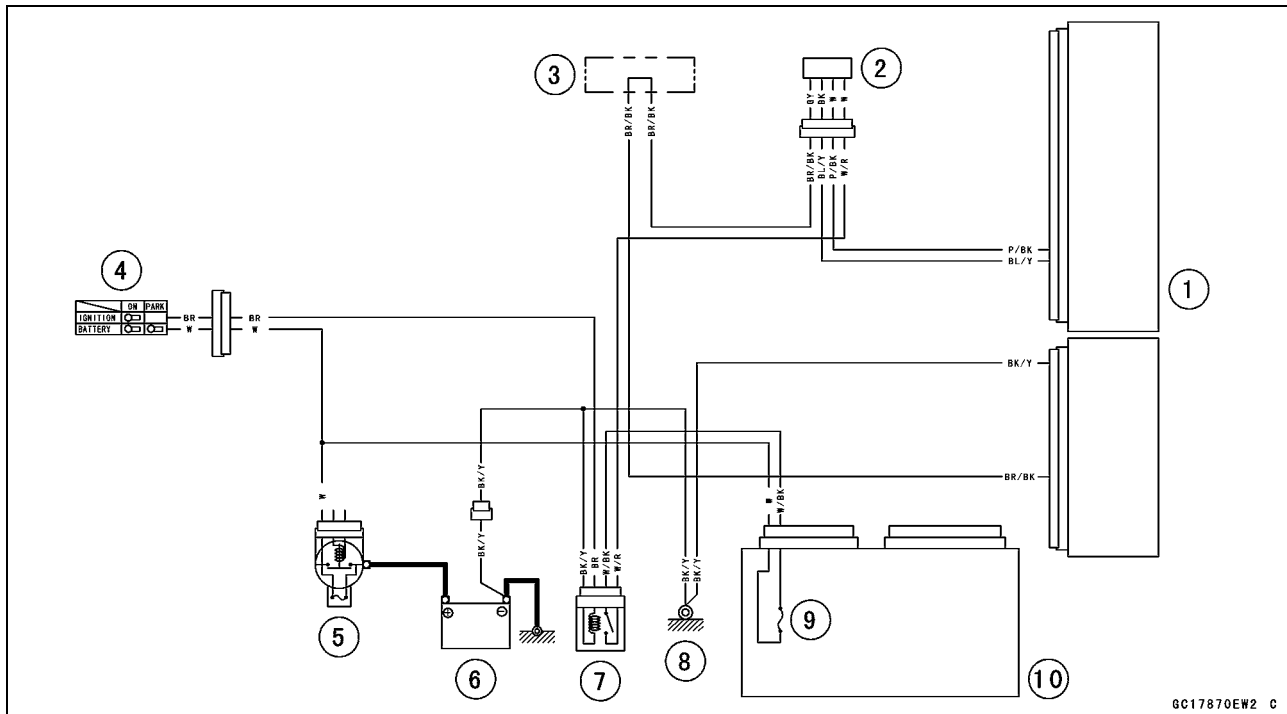 3
2
GY
BK
W
W
BR/BK
BR/BK
BR/BK
BL/Y
P/BK
W/R
P/BK
BL/Y
1
4
ON PARK
IGNITION
BATTERY
BR
W
BR
W
BK/Y
BR/BK
W
BK/Y
BK/Y
W
W/BK
BK/Y
BR
W/BK
W/R
BK/Y
BK/Y
5
6
7
8
9
10
GC17870EW2 C